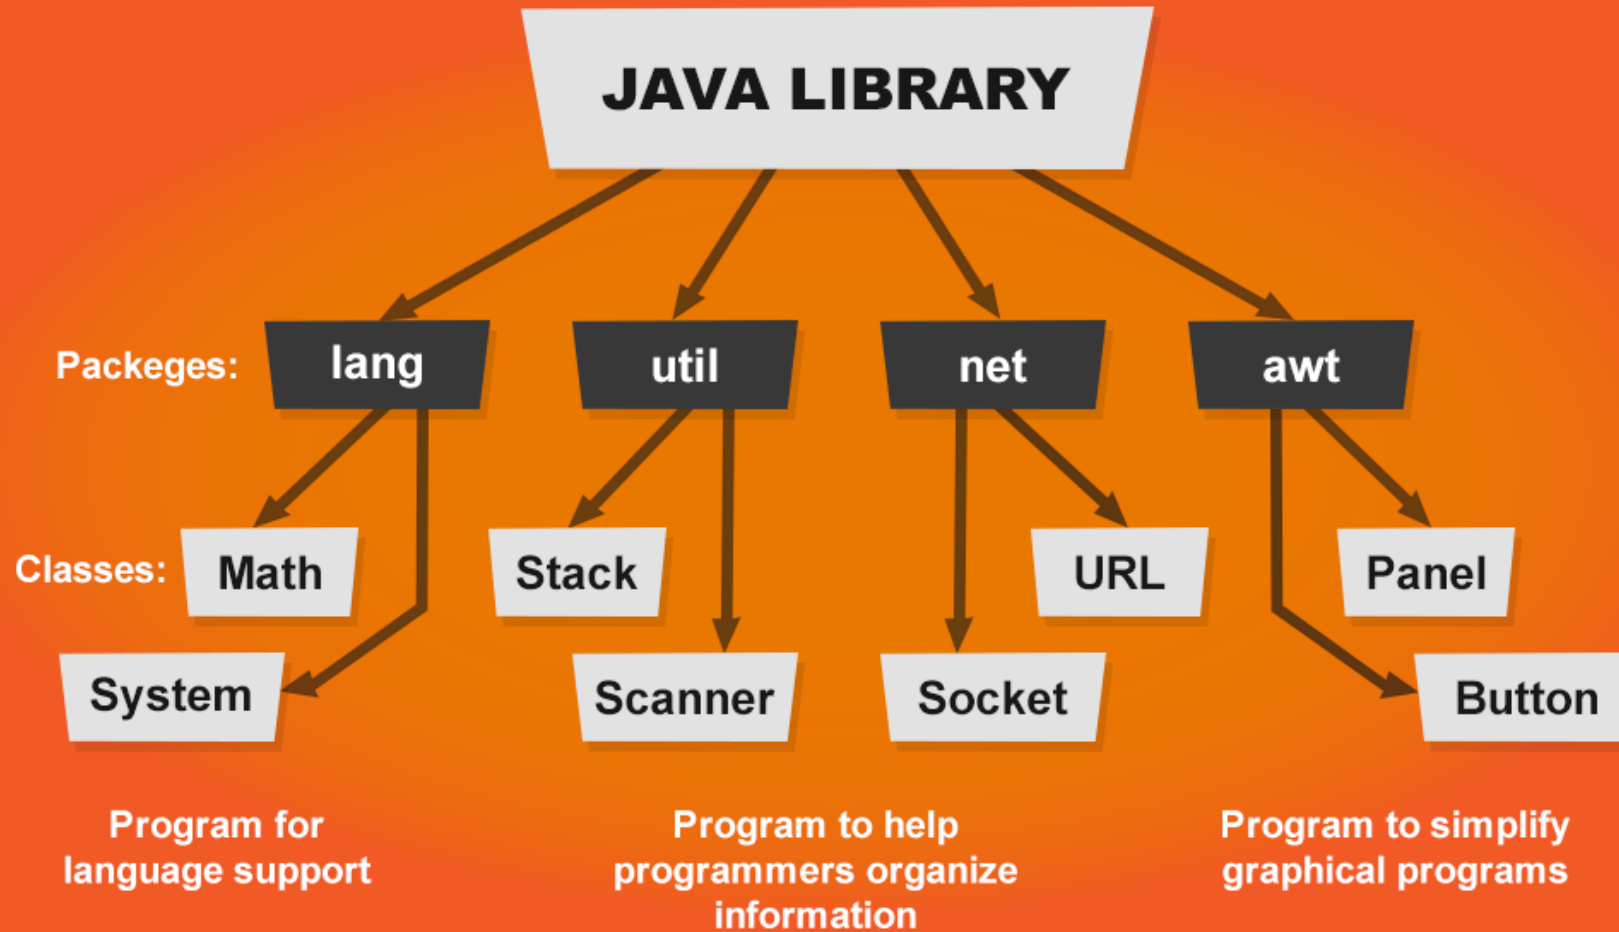 JAVA LIBRARY
Packeges:
lang
util
net
awt
Classes:
Math
Stack
URL
Panel
System
Scanner
Socket
Button
Program for
language support
Program to help
programmers organize
information
Program to simplify
graphical programs